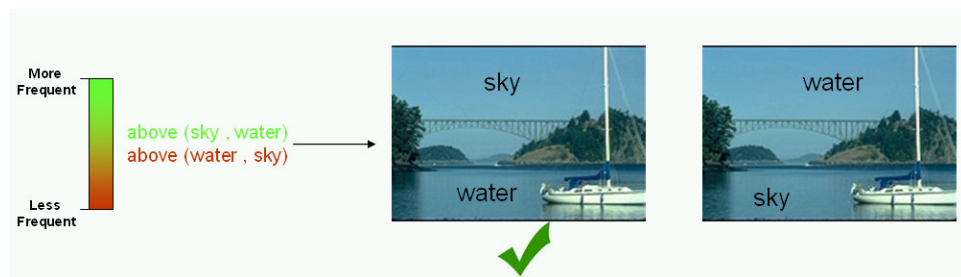 More
Frequent
above (sky , water)
above (water , sky)
Less
Frequent
sky
water
water
sky